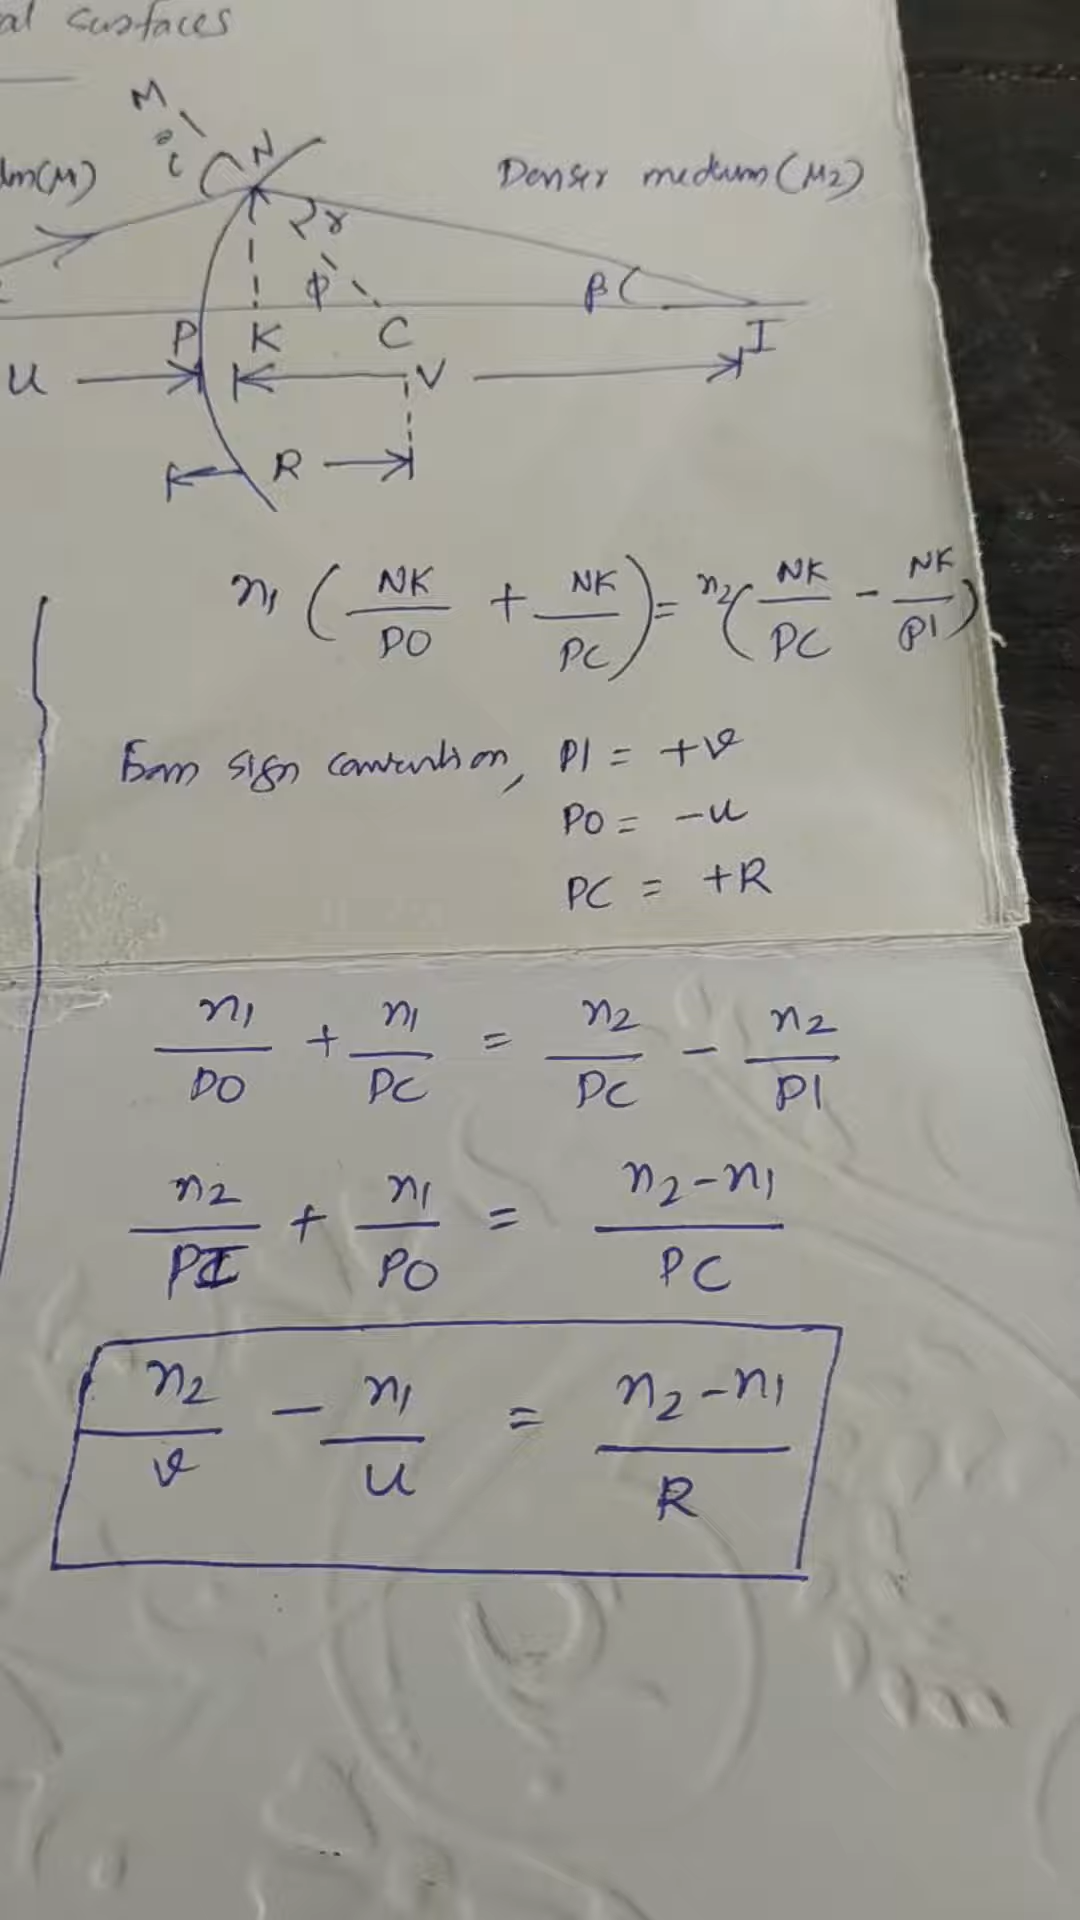 al surfaces
M
i
N
dm(μ)
Denser medium (μ2)
r
ϕ
β
P K C I
u V
R
n1 ( NK/PO + NK/PC ) = n2 ( NK/PC - NK/PI )
From sign convention, PI = +v
PO = -u
PC = +R
n1/PO + n1/PC = n2/PC - n2/PI
n2/PI + n1/PO = n2-n1/PC
n2/v - n1/u = n2-n1/R